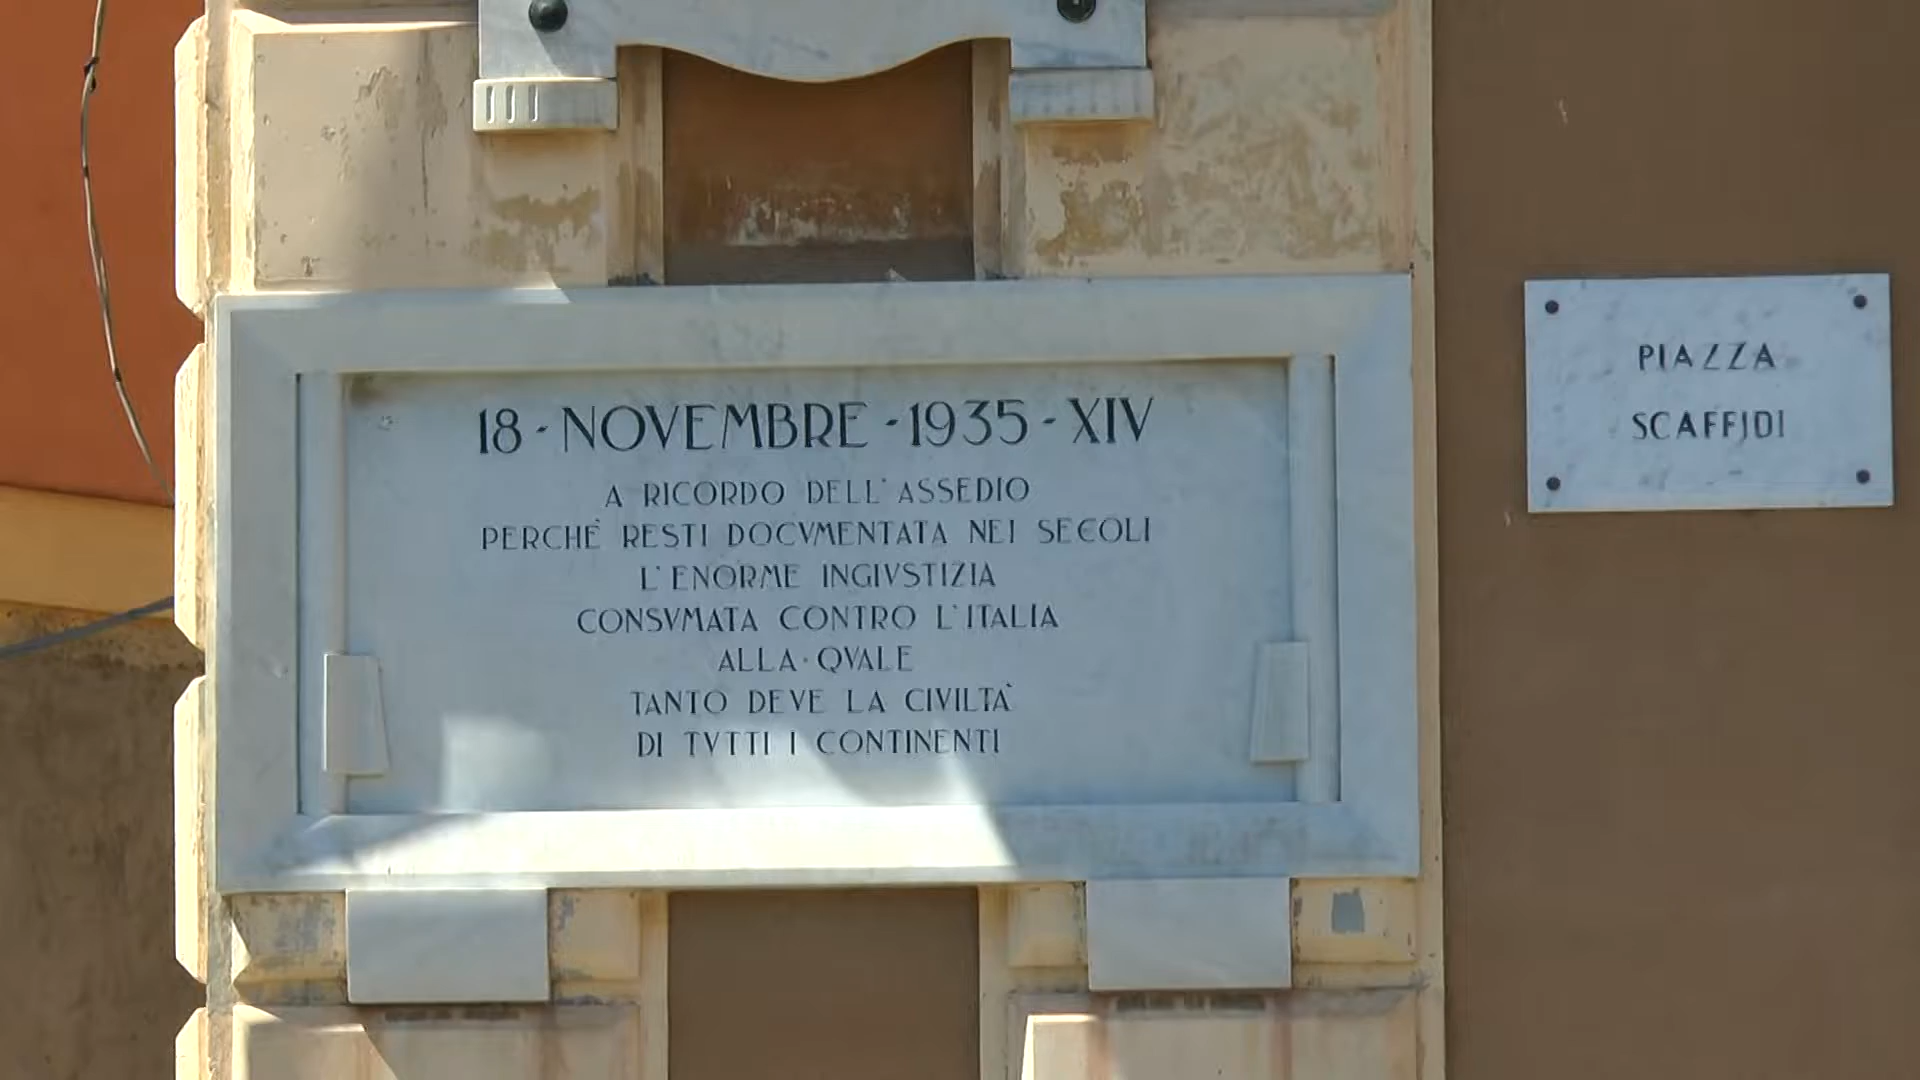 18-NOVEMBRE-1935-XIV
A RICORDO DELL'ASSEDIO
PERCHÈ RESTI DOCVMENTATA NEI SECOLI
L'ENORME INGIVSTIZIA
CONSVMATA CONTRO L'ITALIA
ALLA·QVALE
TANTO DEVE LA CIVILTÀ
DI TVTTI I CONTINENTI
PIAZZA
SCAFFIDI